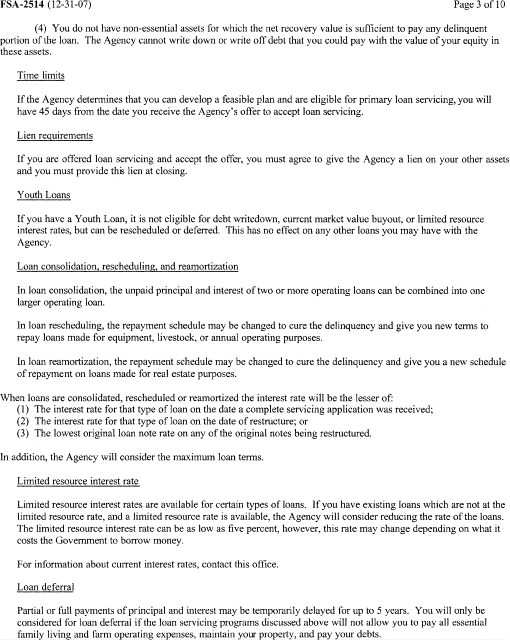 FSA-2514 (12-31-07) Page 3 of 10
(4) You do not have non-essential assets for which the net recovery value is sufficient to pay any delinquent
portion of the loan. The Agency cannot write down or write off debt that you could pay with the value of your equity in
these assets.
Time limits
If the Agency determines that you can develop a feasible plan and are eligible for primary loan servicing, you will
have 45 days from the date you receive the Agency's offer to accept loan servicing.
Lien requirements
If you are offered loan servicing and accept the offer, you must agree to give the Agency a lien on your other assets
and you must provide this lien at closing.
Youth Loans
If you have a Youth Loan, it is not eligible for debt writedown, current market value buyout, or limited resource
interest rates, but can be rescheduled or deferred. This has no effect on any other loans you may have with the
Agency.
Loan consolidation, rescheduling, and reamortization
In loan consolidation, the unpaid principal and interest of two or more operating loans can be combined into one
larger operating loan.
In loan rescheduling, the repayment schedule may be changed to cure the delinquency and give you new terms to
repay loans made for equipment, livestock, or annual operating purposes.
In loan reamortization, the repayment schedule may be changed to cure the delinquency and give you a new schedule
of repayment on loans made for real estate purposes.
When loans are consolidated, rescheduled or reamortized the interest rate will be the lesser of:
(1) The interest rate for that type of loan on the date a complete servicing application was received;
(2) The interest rate for that type of loan on the date of restructure; or
(3) The lowest original loan note rate on any of the original notes being restructured.
In addition, the Agency will consider the maximum loan terms.
Limited resource interest rate
Limited resource interest rates are available for certain types of loans. If you have existing loans which are not at the
limited resource rate, and a limited resource rate is available, the Agency will consider reducing the rate of the loans.
The limited resource interest rate can be as low as five percent, however, this rate may change depending on what it
costs the Government to borrow money.
For information about current interest rates, contact this office.
Loan deferral
Partial or full payments of principal and interest may be temporarily delayed for up to 5 years. You will only be
considered for loan deferral if the loan servicing programs discussed above will not allow you to pay all essential
family living and farm operating expenses, maintain your property, and pay your debts.